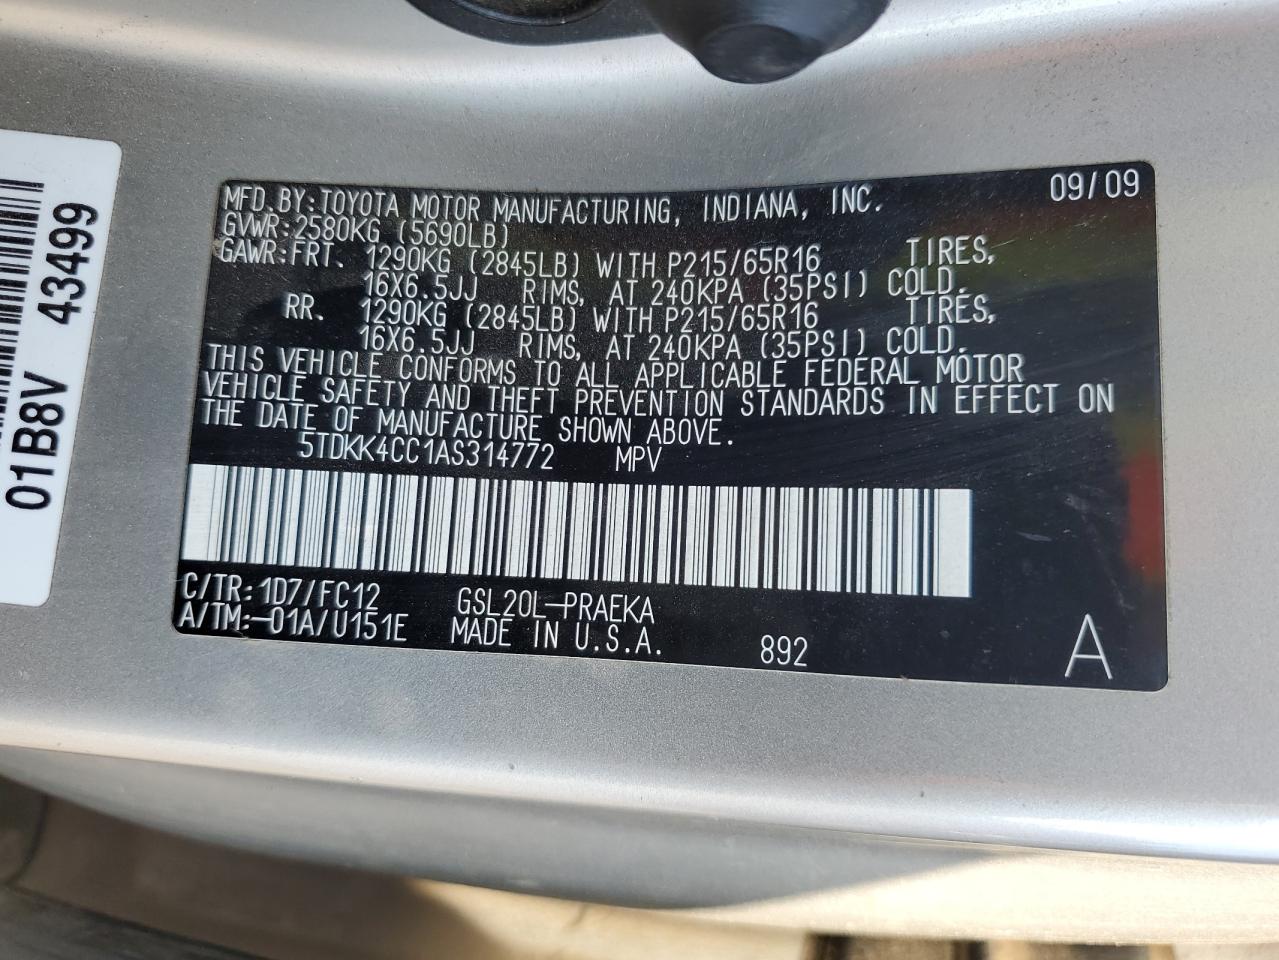 MFD. BY: TOYOTA MOTOR MANUFACTURING, INDIANA, INC. 09/09
GVWR: 2580KG (5690LB)
GAWR: FRT. 1290KG (2845LB) WITH P215/65R16 TIRES,
16X6.5JJ RIMS, AT 240KPA (35PSI) COLD.
RR. 1290KG (2845LB) WITH P215/65R16 TIRES,
16X6.5JJ RIMS, AT 240KPA (35PSI) COLD.
THIS VEHICLE CONFORMS TO ALL APPLICABLE FEDERAL MOTOR
VEHICLE SAFETY AND THEFT PREVENTION STANDARDS IN EFFECT ON
THE DATE OF MANUFACTURE SHOWN ABOVE.
5TDKK4CC1AS314772 MPV
C/TR: 1D7/FC12 GSL20L-PRAEKA
A/TM: -01A/U151E MADE IN U.S.A. 892 A
01B8V 43499